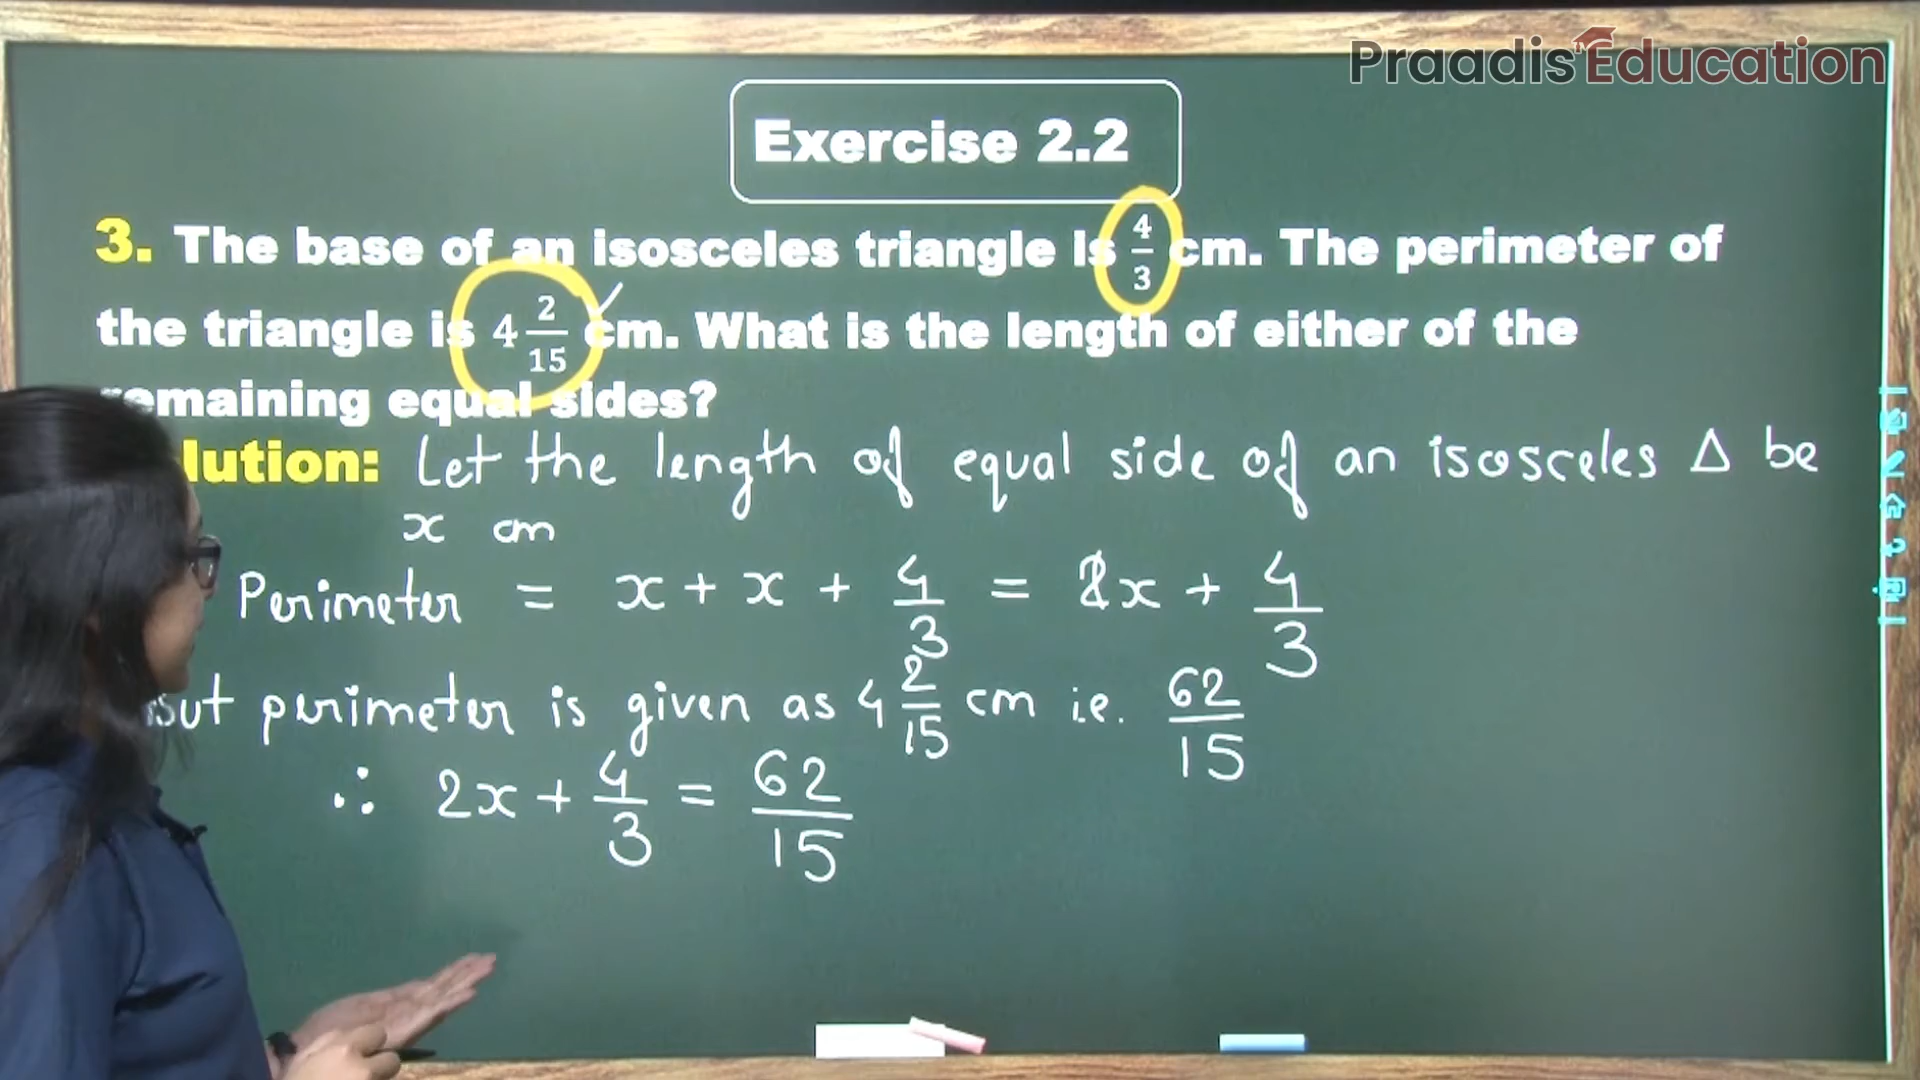 Praadis Education
Exercise 2.2
3. The base of an isosceles triangle is 4/3 cm. The perimeter of
the triangle is 4 2/15 cm. What is the length of either of the
remaining equal sides?
lution: Let the length of equal side of an isosceles Δ be
x cm
Perimeter = x + x + 4/3 = 2x + 4/3
But perimeter is given as 4 2/15 cm i.e. 62/15
∴ 2x + 4/3 = 62/15